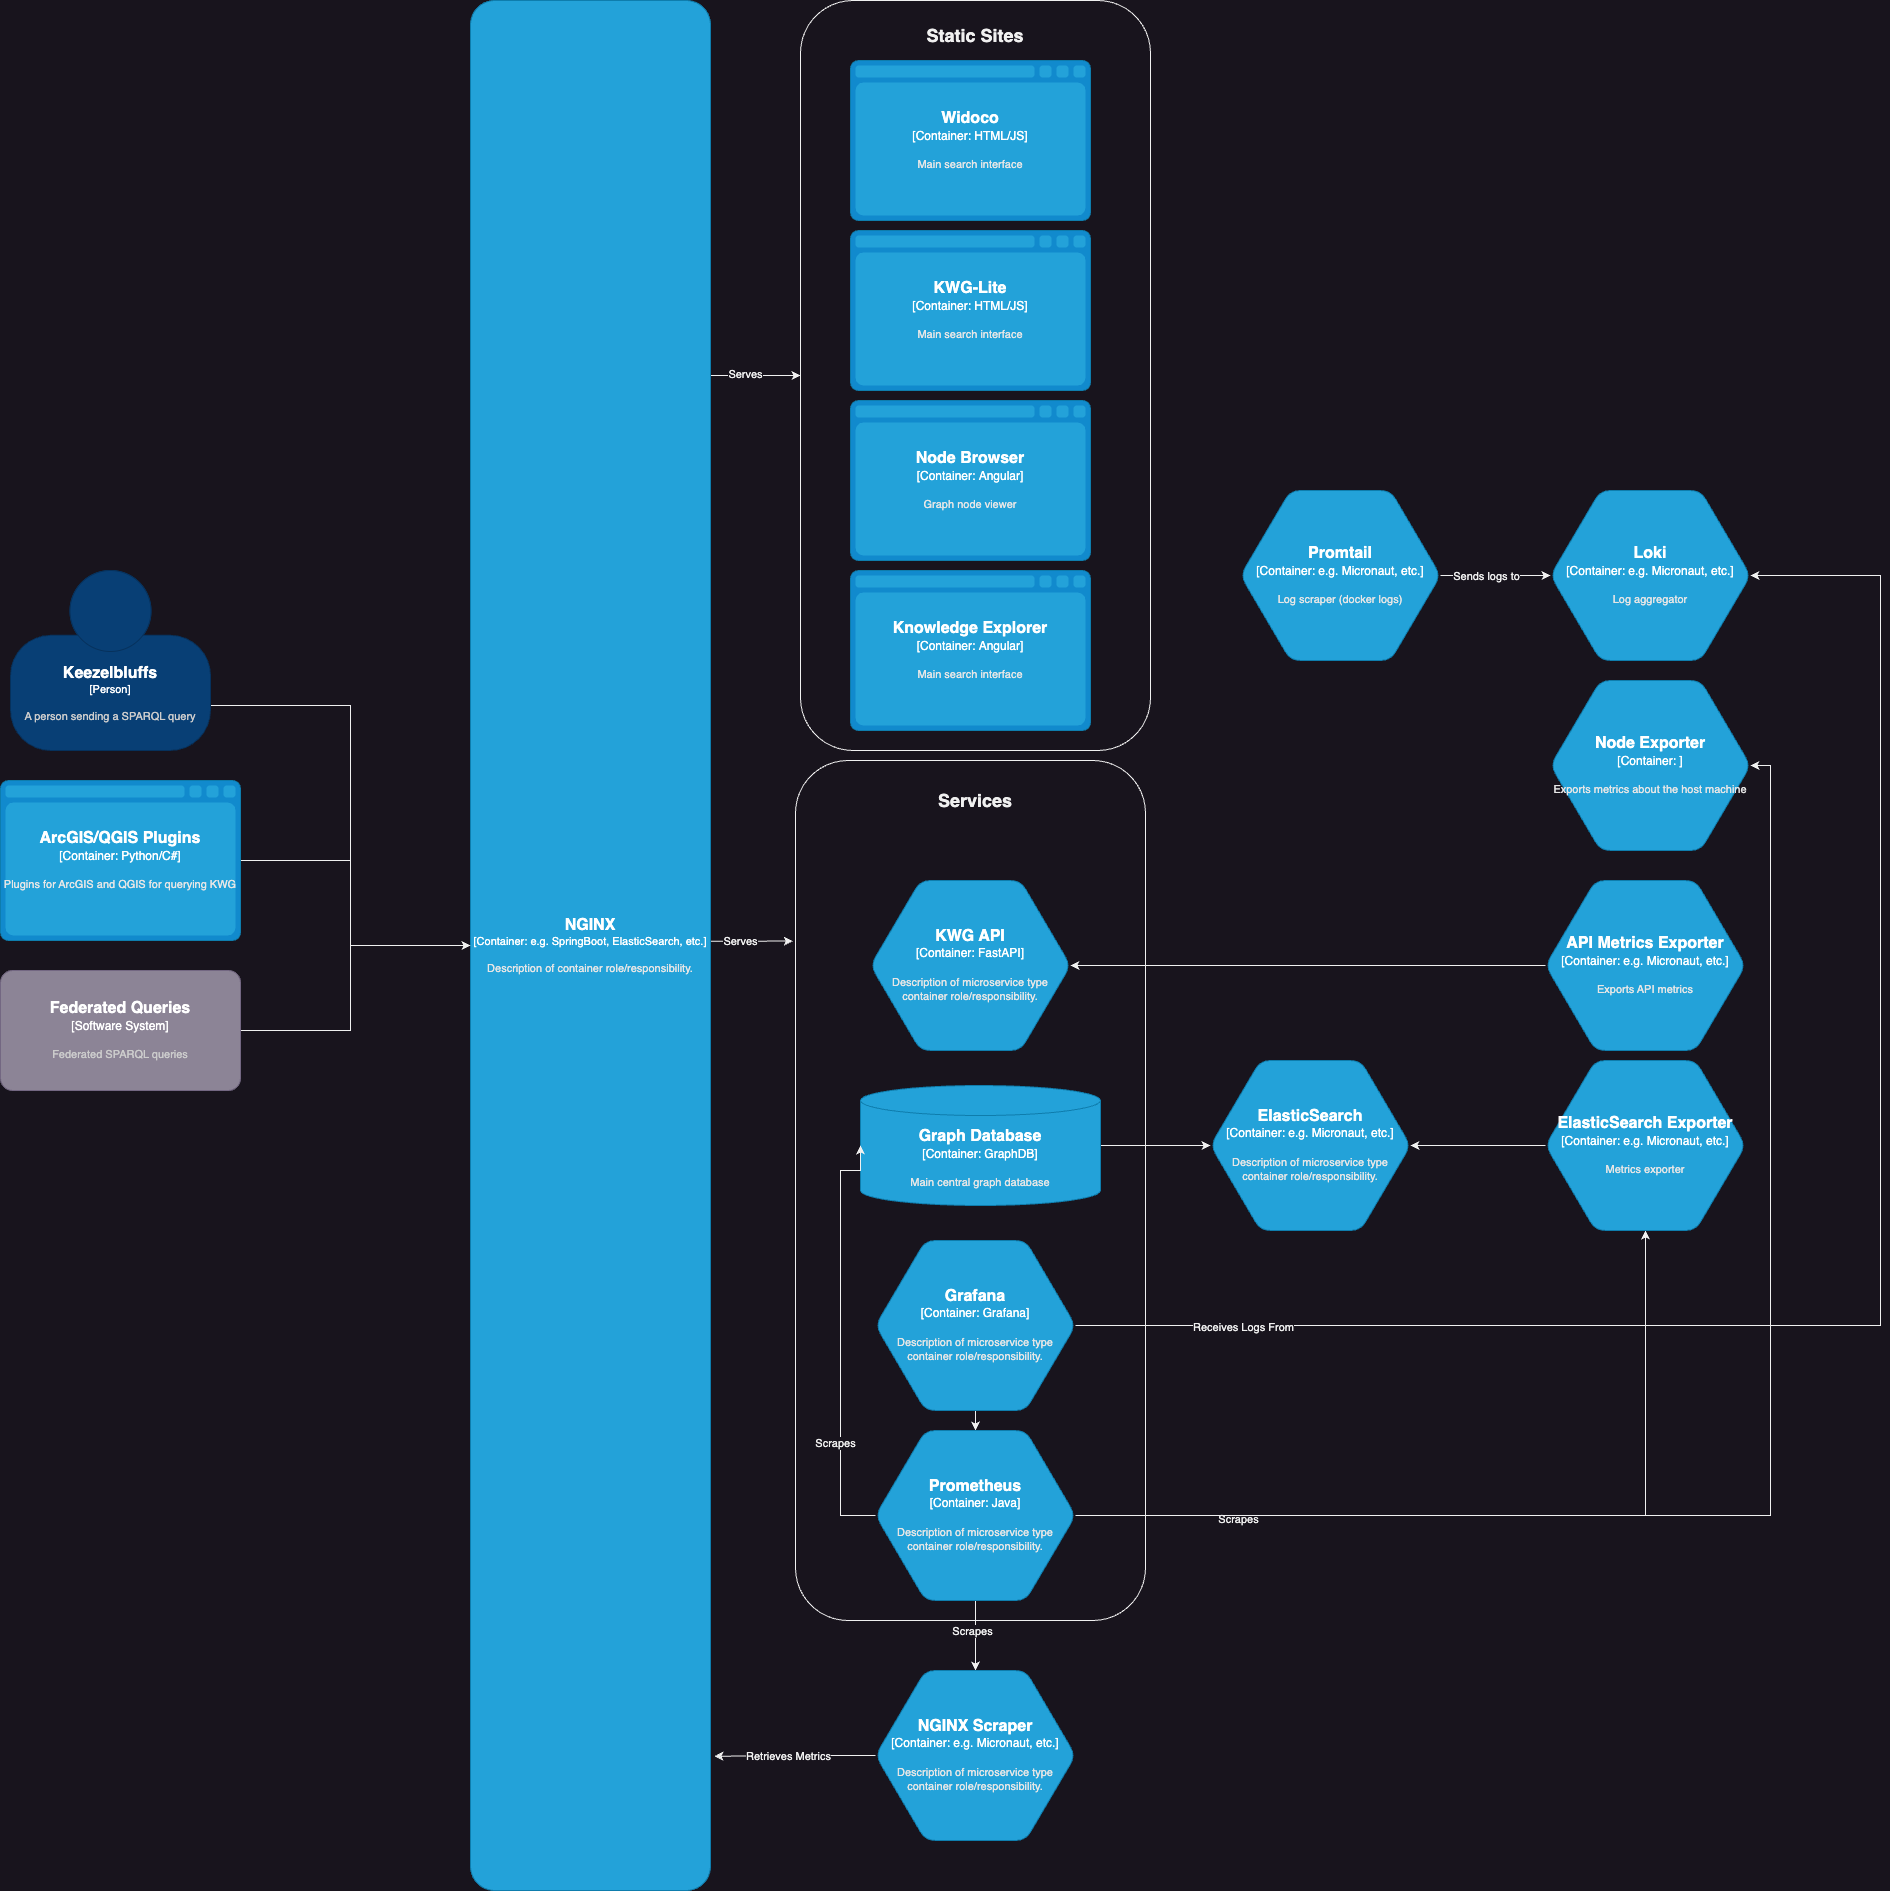 Static Sites
Widoco
[Container: HTML/JS]
Main search interface
KWG-Lite
[Container: HTML/JS]
Main search interface
Serves
Node Browser
[Container: Angular]
Graph node viewer
Knowledge Explorer
[Container: Angular]
Main search interface
Promtail
[Container: e.g. Micronaut, etc.]
Log scraper (docker logs)
Sends logs to
Loki
[Container: e.g. Micronaut, etc.]
Log aggregator
Keezelbluffs
[Person]
A person sending a SPARQL query
Node Exporter
[Container: ]
Exports metrics about the host machine
ArcGIS/QGIS Plugins
[Container: Python/C#]
Plugins for ArcGIS and QGIS for querying KWG
Federated Queries
[Software System]
Federated SPARQL queries
NGINX
[Container: e.g. SpringBoot, ElasticSearch, etc.]
Description of container role/responsibility.
Serves
Services
KWG API
[Container: FastAPI]
Description of microservice type
container role/responsibility.
API Metrics Exporter
[Container: e.g. Micronaut, etc.]
Exports API metrics
Graph Database
[Container: GraphDB]
Main central graph database
ElasticSearch
[Container: e.g. Micronaut, etc.]
Description of microservice type
container role/responsibility.
ElasticSearch Exporter
[Container: e.g. Micronaut, etc.]
Metrics exporter
Grafana
[Container: Grafana]
Description of microservice type
container role/responsibility.
Receives Logs From
Scrapes
Prometheus
[Container: Java]
Description of microservice type
container role/responsibility.
Scrapes
Scrapes
NGINX Scraper
[Container: e.g. Micronaut, etc.]
Description of microservice type
container role/responsibility.
Retrieves Metrics